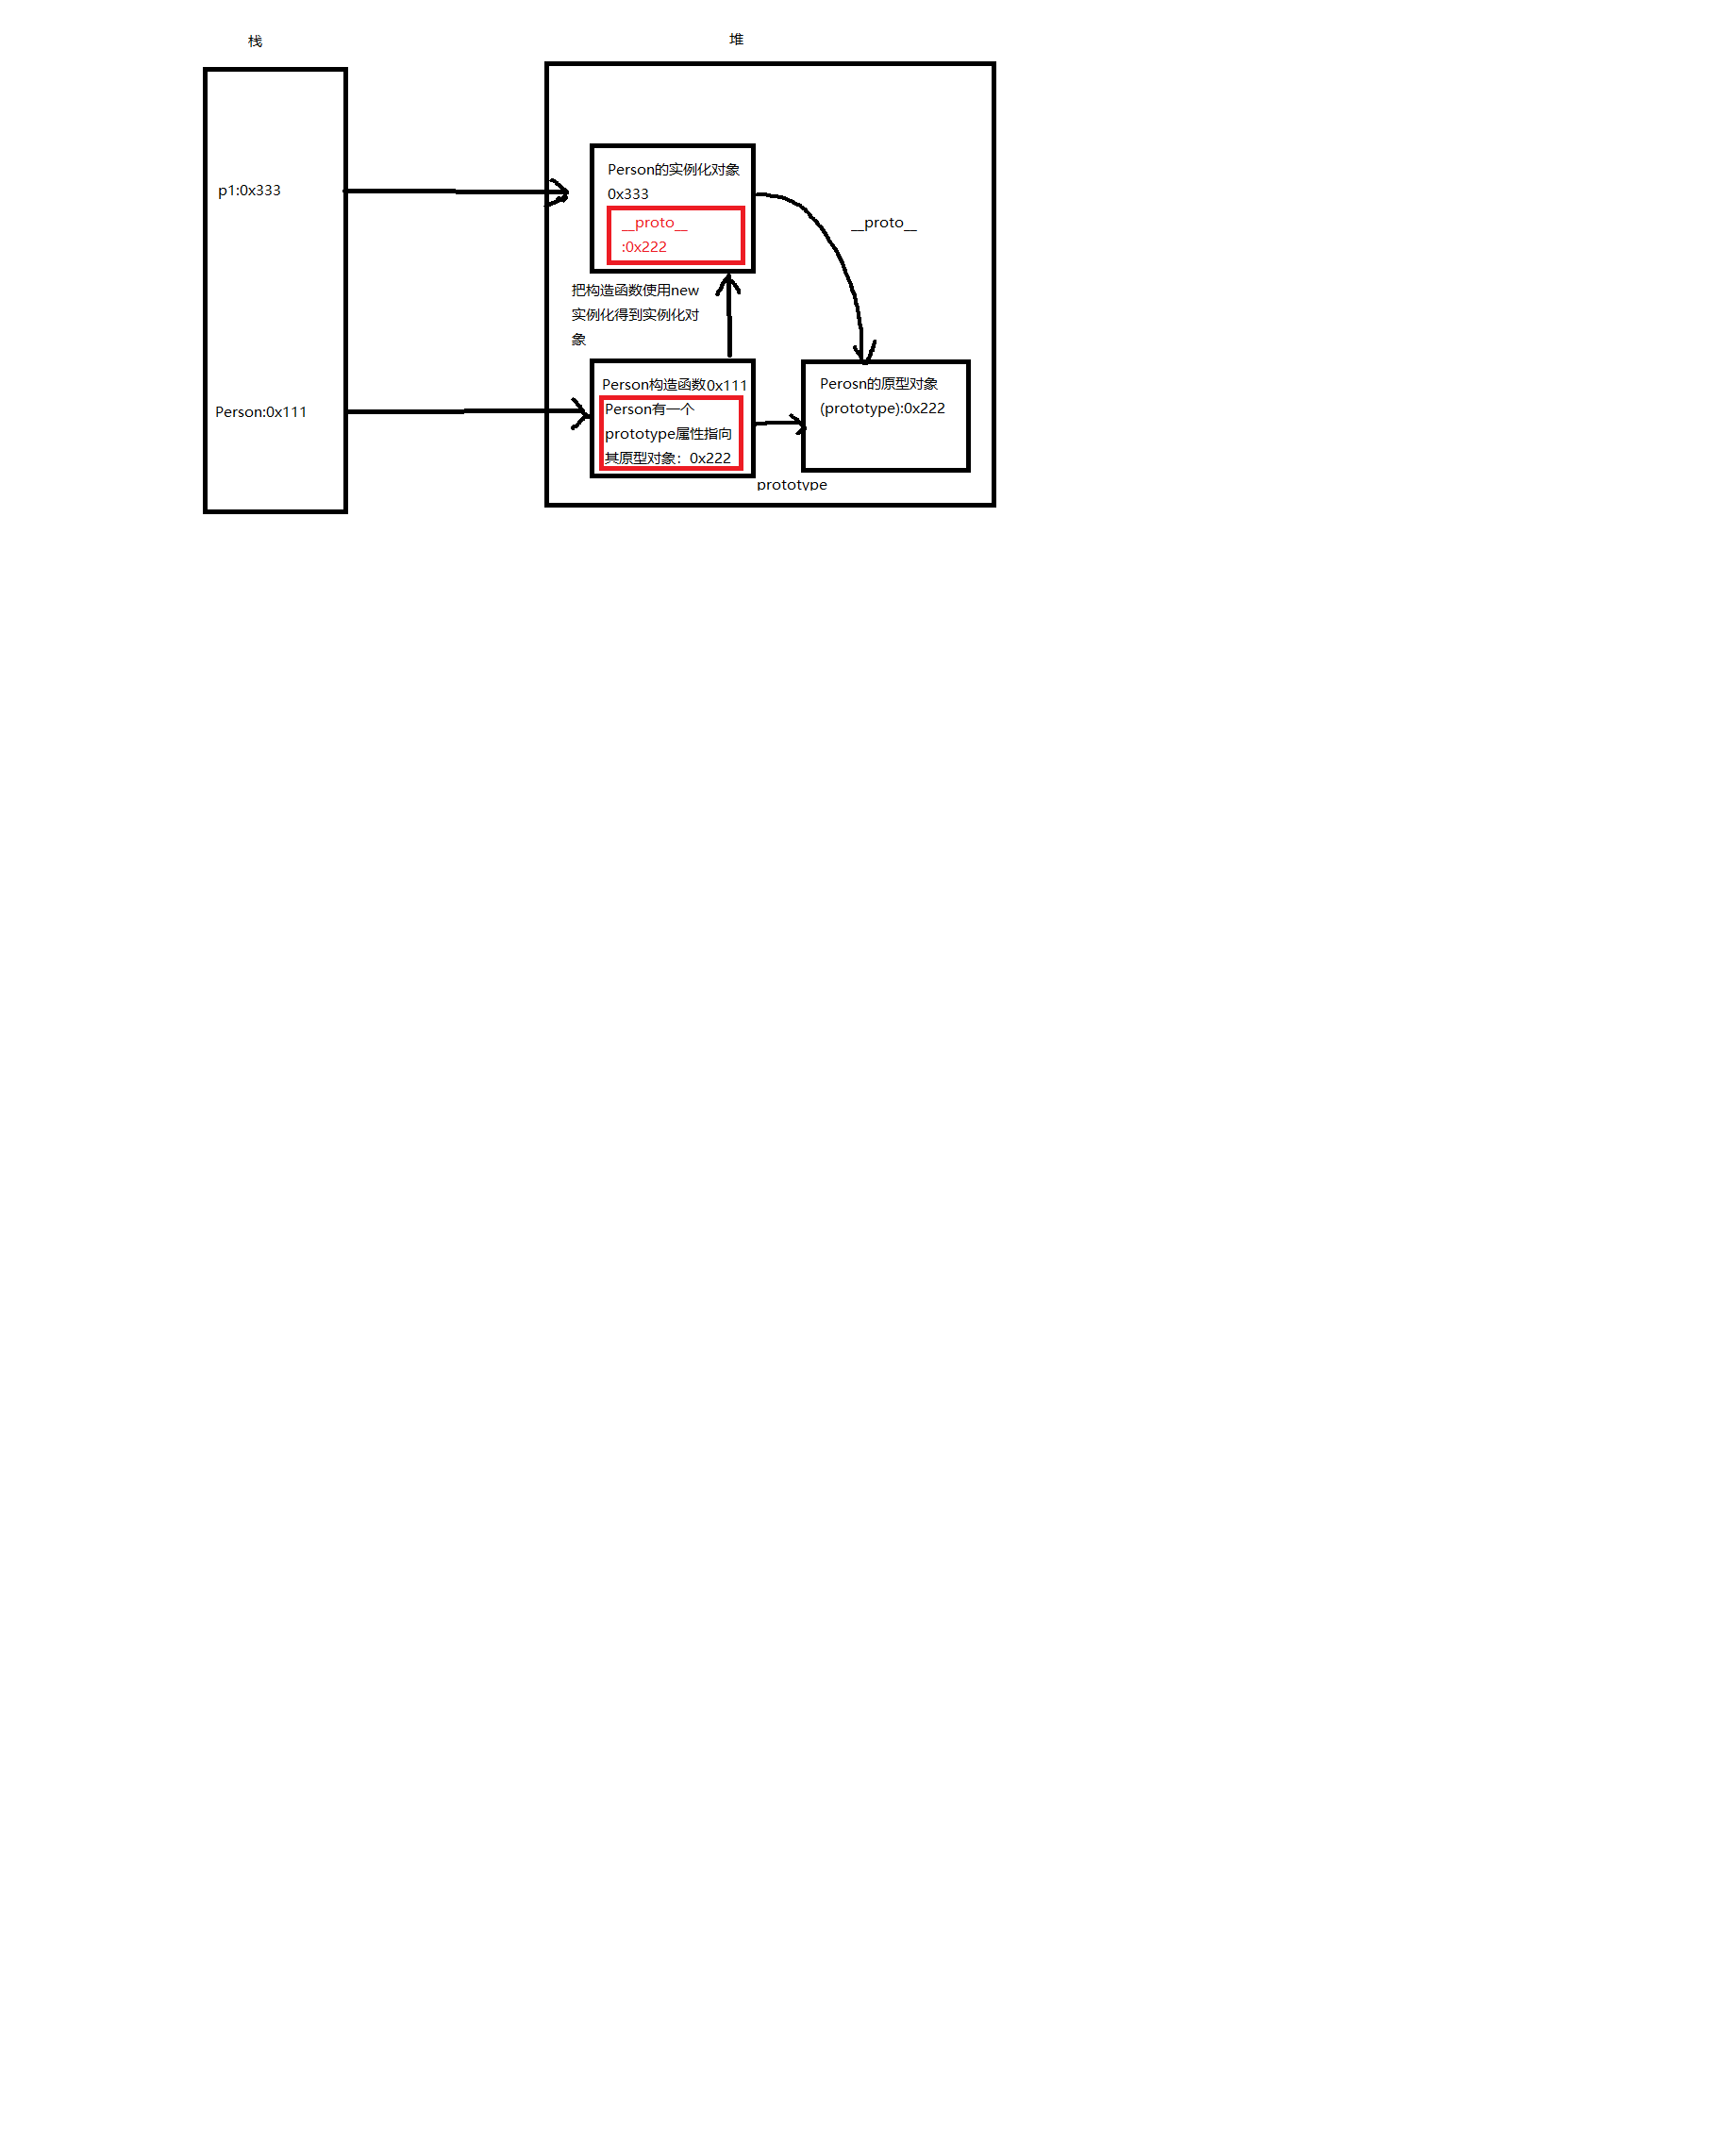 栈
堆
p1:0x333
Person的实例化对象
0x333
__proto__
:0x222
__proto__
把构造函数使用new
实例化得到实例化对
象
Person:0x111
Person构造函数0x111
Person有一个
prototype属性指向
其原型对象：0x222
Perosn的原型对象
(prototype):0x222
prototype